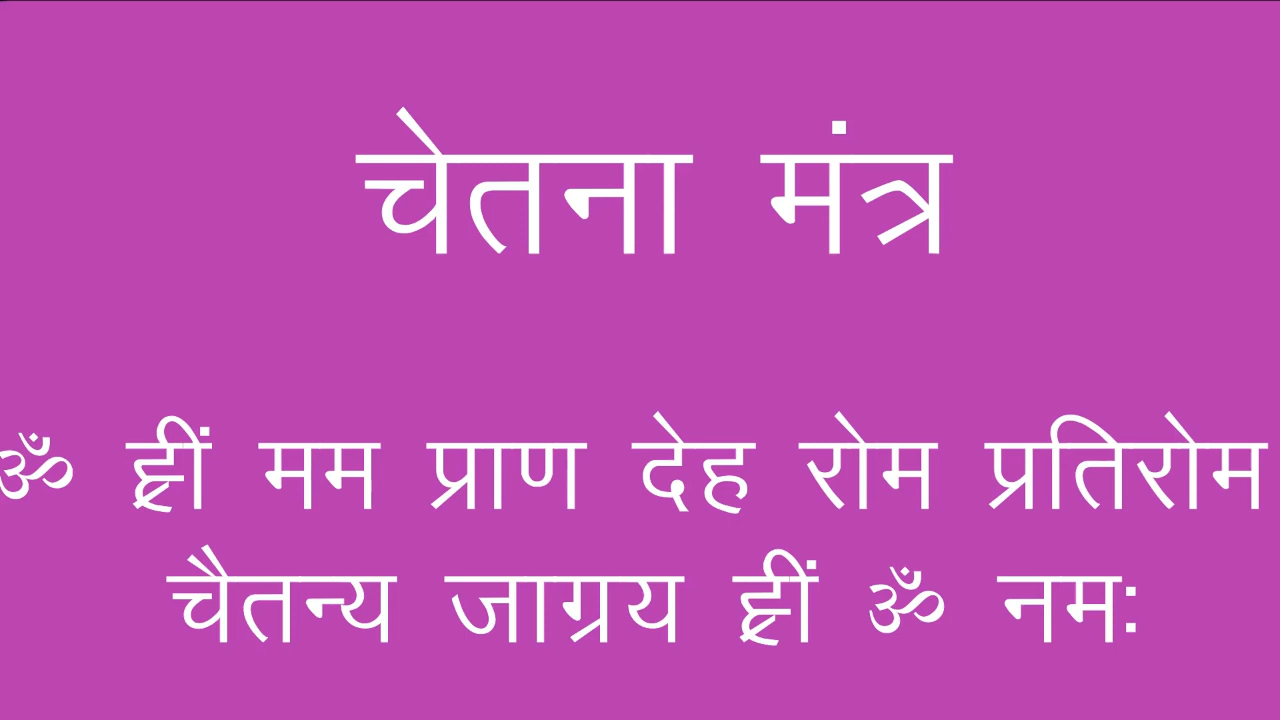 चेतना मंत्र
ॐ ह्रीं मम प्राण देह रोम प्रतिरोम
चैतन्य जाग्रय ह्रीं ॐ नमः